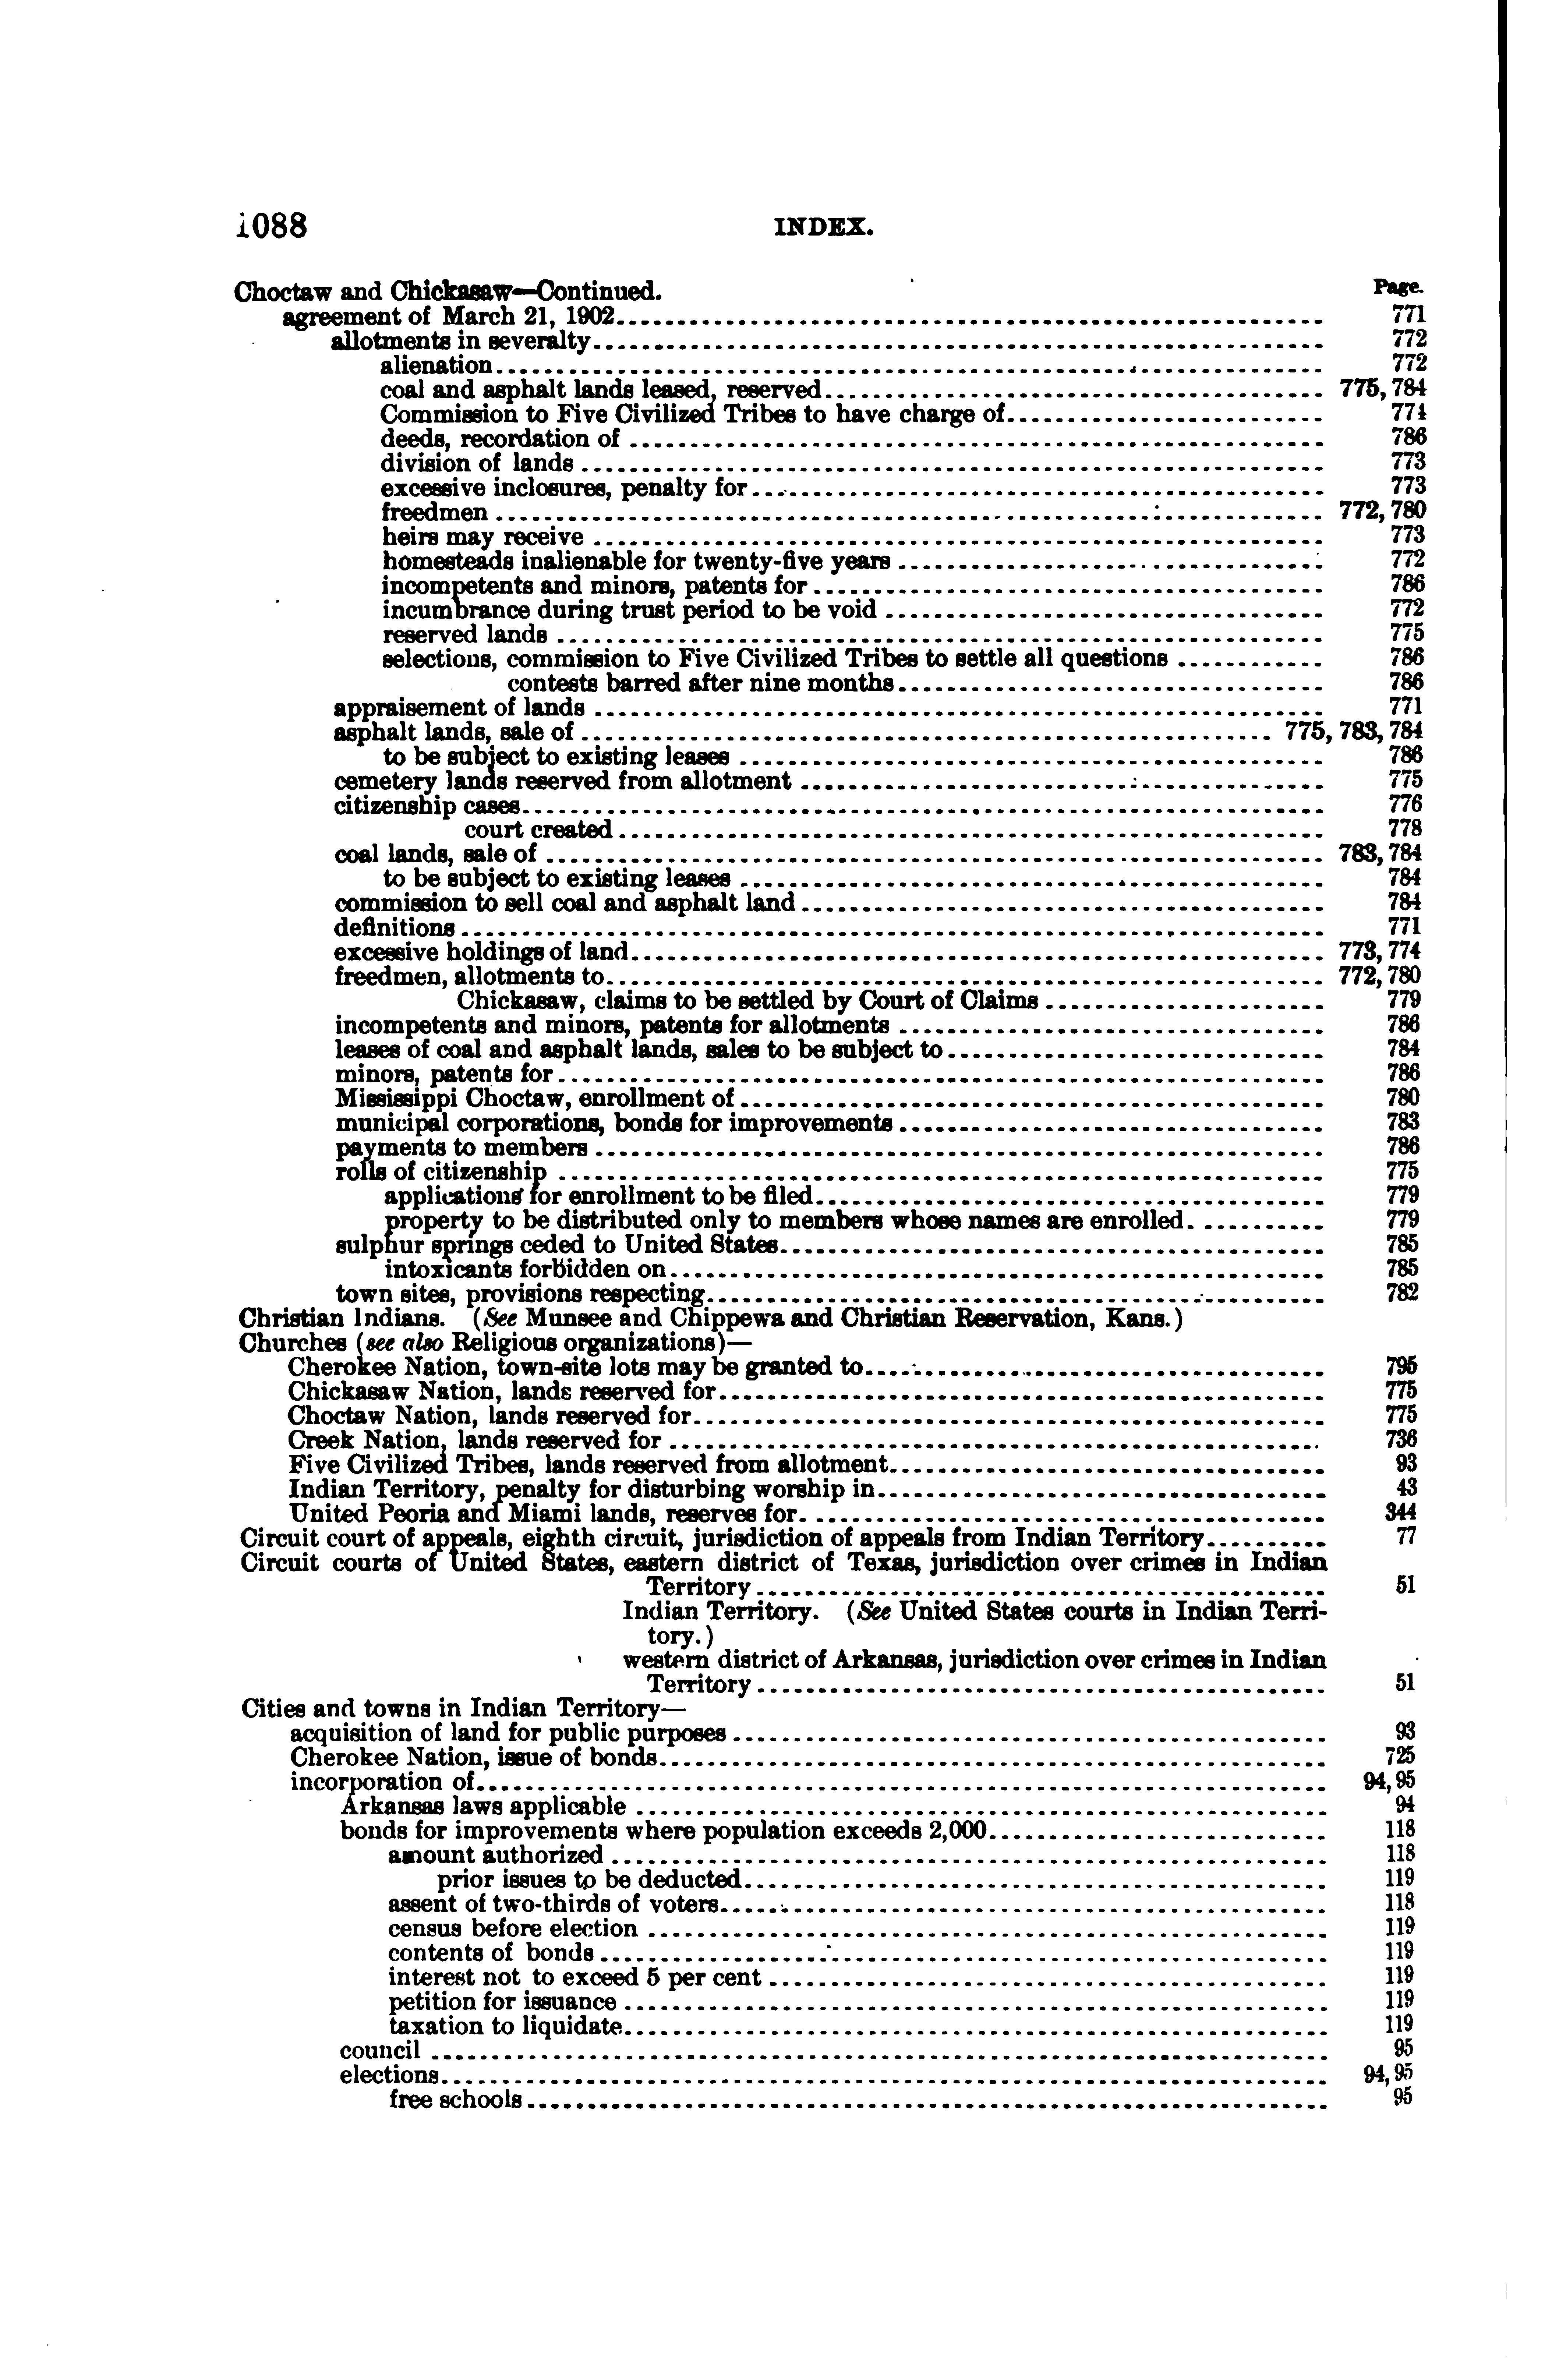 1088 INDEX.
Choctaw and Chickasaw—Continued. Page.
agreement of March 21, 1902 771
allotments in severalty 772
alienation 772
coal and asphalt lands leased, reserved 775, 784
Commission to Five Civilized Tribes to have charge of 774
deeds, recordation of 786
division of lands 773
excessive inclosures, penalty for 773
freedmen 772, 780
heirs may receive 773
homesteads inalienable for twenty-five years 772
incompetents and minors, patents for 786
incumbrance during trust period to be void 772
reserved lands 775
selections, commission to Five Civilized Tribes to settle all questions 786
contests barred after nine months 786
appraisement of lands 771
asphalt lands, sale of 775, 783, 784
to be subject to existing leases 786
cemetery lands reserved from allotment 775
citizenship cases 776
court created 778
coal lands, sale of 783, 784
to be subject to existing leases 784
commission to sell coal and asphalt land 784
definitions 771
excessive holdings of land 773, 774
freedmen, allotments to 772, 780
Chickasaw, claims to be settled by Court of Claims 779
incompetents and minors, patents for allotments 786
leases of coal and asphalt lands, sales to be subject to 784
minors, patents for 786
Mississippi Choctaw, enrollment of 780
municipal corporations, bonds for improvements 783
payments to members 786
rolls of citizenship 775
applications for enrollment to be filed 779
property to be distributed only to members whose names are enrolled 779
sulphur springs ceded to United States 785
intoxicants forbidden on 785
town sites, provisions respecting 782
Christian Indians. (See Munsee and Chippewa and Christian Reservation, Kans.)
Churches (see also Religious organizations)—
Cherokee Nation, town-site lots may be granted to 795
Chickasaw Nation, lands reserved for 775
Choctaw Nation, lands reserved for 775
Creek Nation, lands reserved for 736
Five Civilized Tribes, lands reserved from allotment 93
Indian Territory, penalty for disturbing worship in 43
United Peoria and Miami lands, reserves for 344
Circuit court of appeals, eighth circuit, jurisdiction of appeals from Indian Territory 77
Circuit courts of United States, eastern district of Texas, jurisdiction over crimes in Indian
Territory 51
Indian Territory. (See United States courts in Indian Terri-
tory.)
western district of Arkansas, jurisdiction over crimes in Indian
Territory 51
Cities and towns in Indian Territory—
acquisition of land for public purposes 93
Cherokee Nation, issue of bonds 725
incorporation of 94, 95
Arkansas laws applicable 94
bonds for improvements where population exceeds 2,000 118
amount authorized 118
prior issues to be deducted 119
assent of two-thirds of voters 118
census before election 119
contents of bonds 119
interest not to exceed 5 per cent 119
petition for issuance 119
taxation to liquidate 119
council 95
elections 94, 95
free schools 95